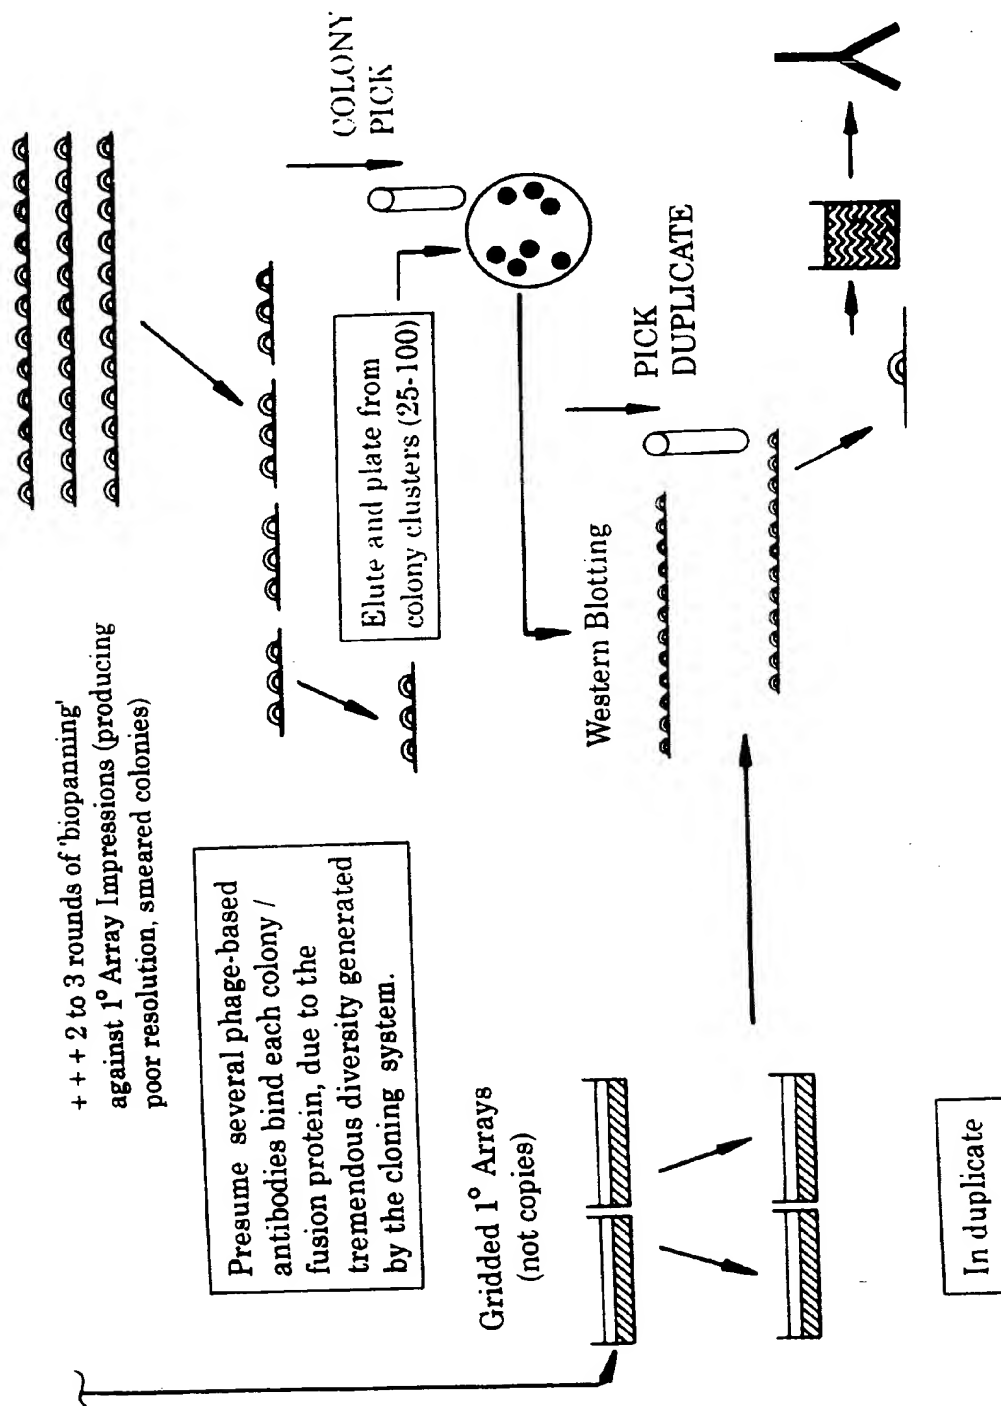 + + + 2 to 3 rounds of 'biopanning'
against 1° Array Impressions (producing
poor resolution, smeared colonies)
Presume several phage-based
antibodies bind each colony /
fusion protein, due to the
tremendous diversity generated
by the cloning system.
Elute and plate from
colony clusters (25-100)
COLONY
PICK
Gridded 1° Arrays
(not copies)
Western Blotting
PICK
DUPLICATE
In duplicate